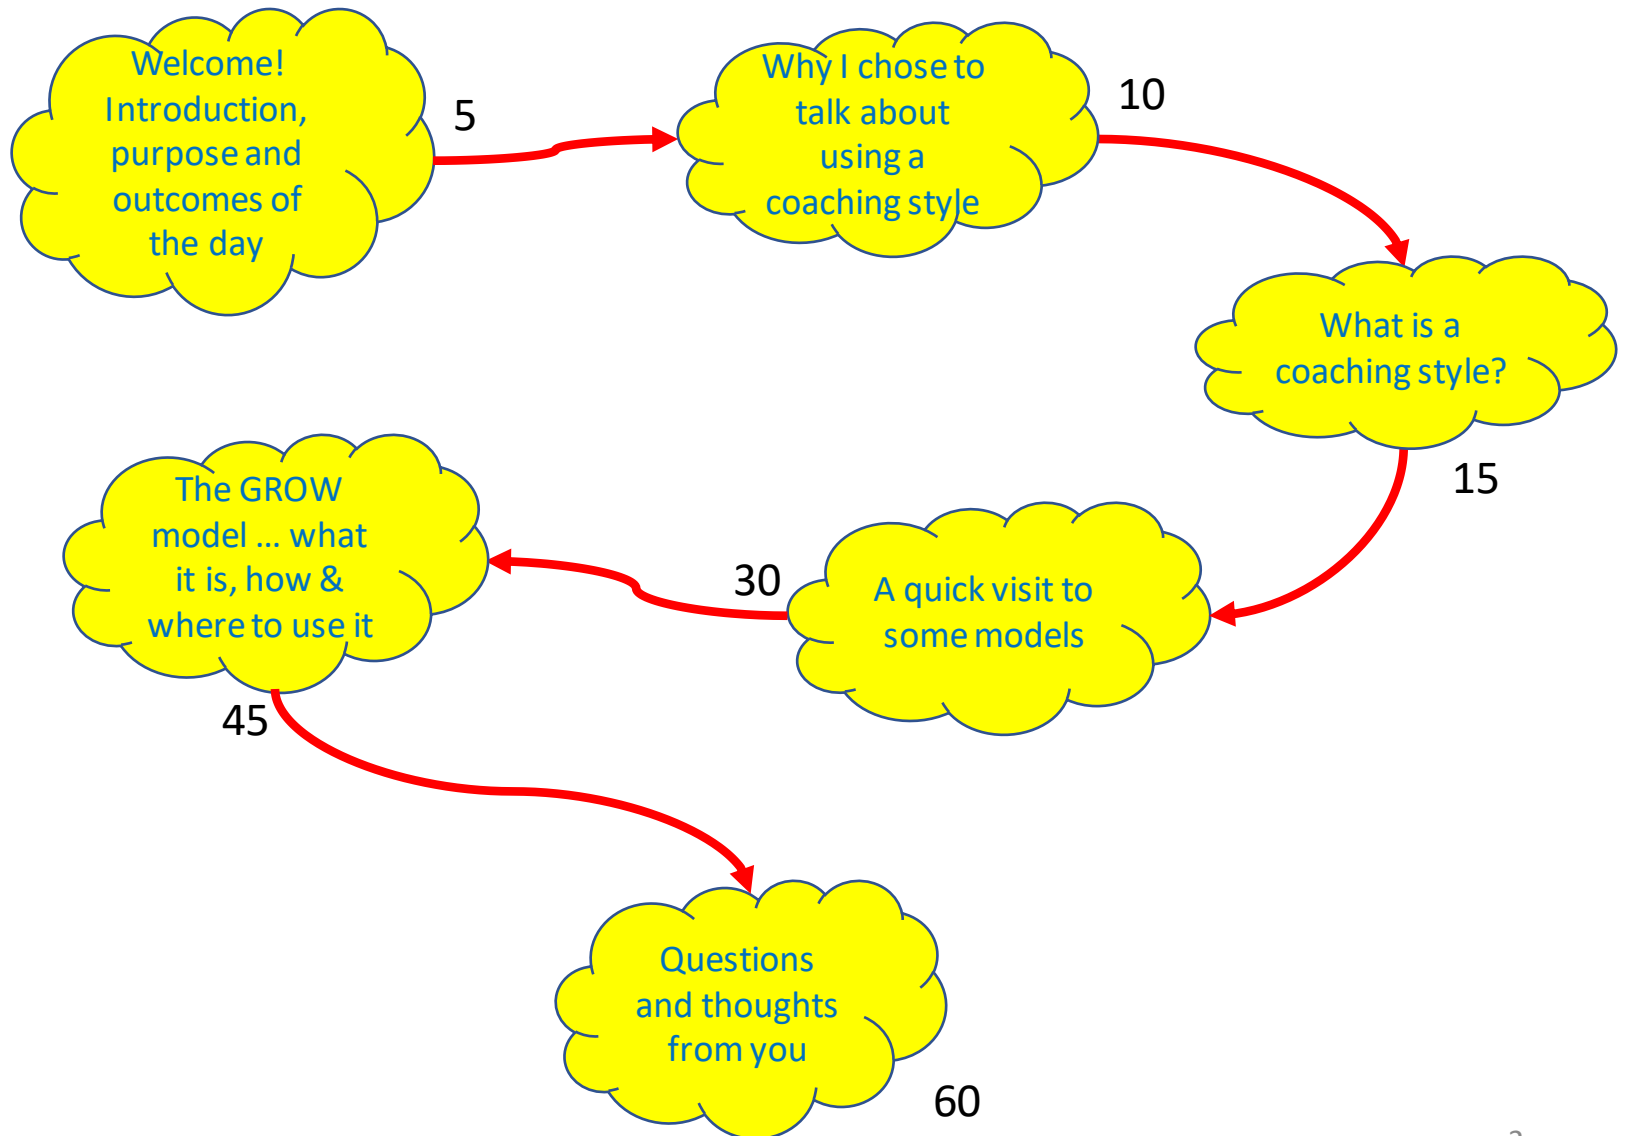 Welcome!
Introduction,
purpose and
outcomes of
the day
5
Why I chose to
talk about
using a
coaching style
10
What is a
coaching style?
15
A quick visit to
some models
30
The GROW
model ... what
it is, how &
where to use it
45
Questions
and thoughts
from you
60